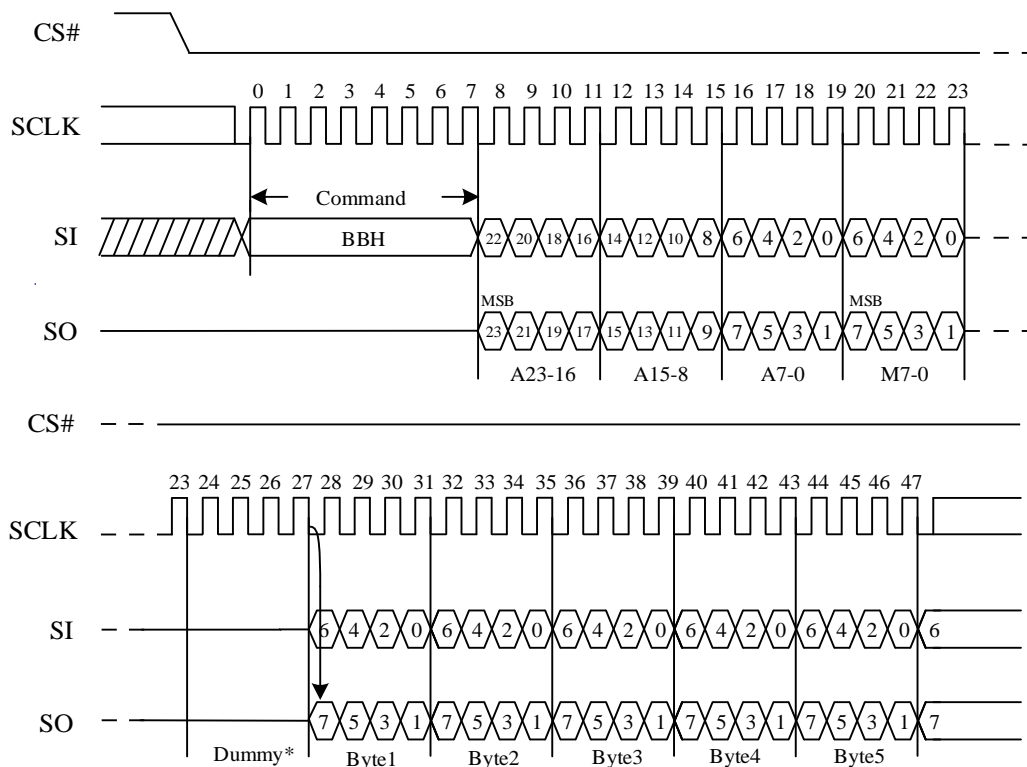 CS#
0 1 2 3 4 5 6 7 8 9 10 11 12 13 14 15 16 17 18 19 20 21 22 23
SCLK
Command
SI BBH 22 20 18 16 14 12 10 8 6 4 2 0 6 4 2 0
MSB MSB
SO 23 21 19 17 15 13 11 9 7 5 3 1 7 5 3 1
A23-16 A15-8 A7-0 M7-0
CS#
23 24 25 26 27 28 29 30 31 32 33 34 35 36 37 38 39 40 41 42 43 44 45 46 47
SCLK
SI 6 4 2 0 6 4 2 0 6 4 2 0 6 4 2 0 6 4 2 0 6
SO 7 5 3 1 7 5 3 1 7 5 3 1 7 5 3 1 7 5 3 1 7
Dummy* Byte1 Byte2 Byte3 Byte4 Byte5